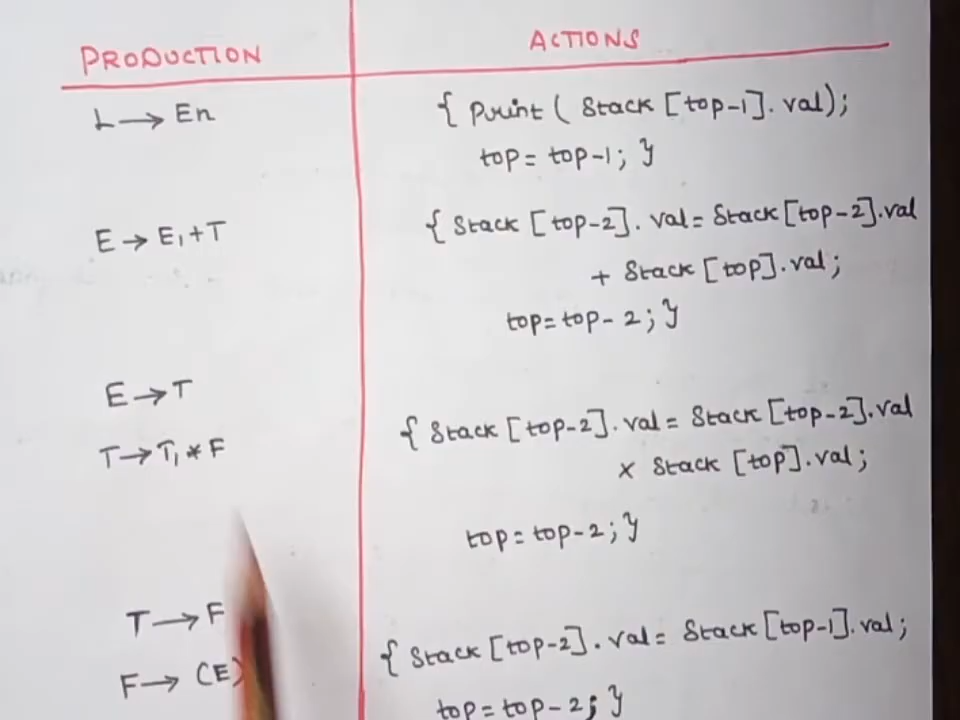 PRODUCTION ACTIONS
L → En { Print ( Stack [top-1]. val);
top = top-1; }
E → E₁ + T { Stack [top-2]. val = Stack [top-2].val
+ Stack [top].val;
top = top - 2; }
E → T
T → T₁ * F { Stack [top-2]. val = Stack [top-2].val
x Stack [top].val;
top = top - 2; }
T → F
F → (E) { Stack [top-2]. val = Stack [top-1].val;
top = top - 2; }